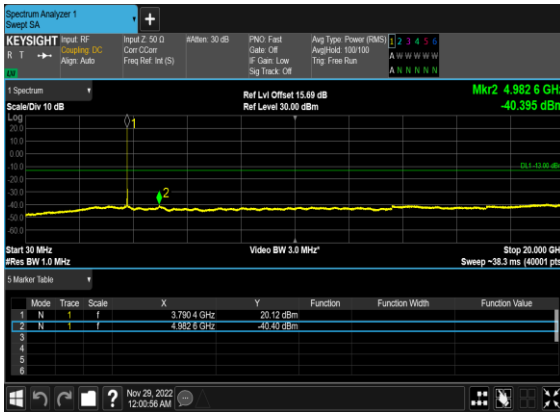 Spectrum Analyzer 1
Swept SA
KEYSIGHT
R T
Input: RF
Coupling: DC
Align: Auto
Input Z: 50 Ω
Corr CCorr
Freq Ref: Int (S)
#Atten: 30 dB
PNO: Fast
Gate: Off
IF Gain: Low
Sig Track: Off
Avg Type: Power (RMS)
Avg|Hold: 100/100
Trig: Free Run
1 2 3 4 5 6
A W W W W W
A N N N N N
1 Spectrum
Scale/Div 10 dB
Ref Lvl Offset 15.69 dB
Ref Level 30.00 dBm
Mkr2 4.982 6 GHz
-40.395 dBm
Log
20.0
10.0
0.00
-10.0
-20.0
-30.0
-40.0
-50.0
-60.0
1
2
DL1 -13.00 dBm
Start 30 MHz
#Res BW 1.0 MHz
Video BW 3.0 MHz*
Stop 20.000 GHz
Sweep ~38.3 ms (40001 pts)
5 Marker Table
Mode Trace Scale X Y Function Function Width Function Value
1 N 1 f 3.790 4 GHz 20.12 dBm
2 N 1 f 4.982 6 GHz -40.40 dBm
3
4
5
6
Nov 29, 2022
12:00:56 AM